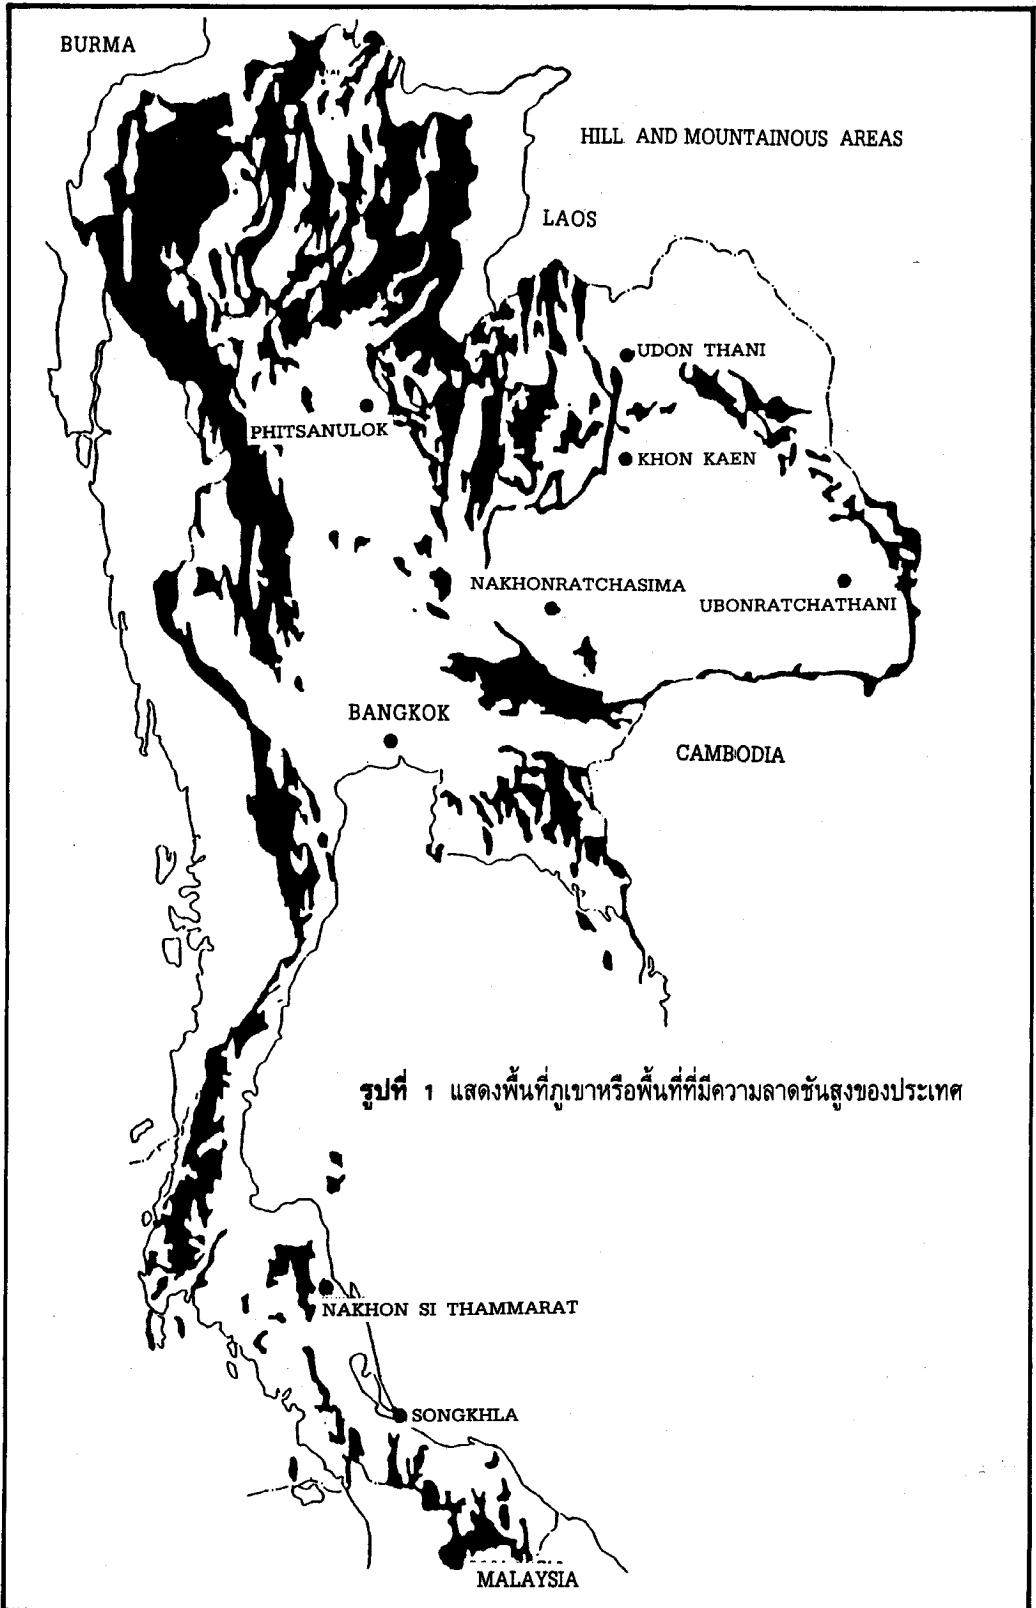 BURMA
HILL AND MOUNTAINOUS AREAS
LAOS
UDON THANI
PHITSANULOK
KHON KAEN
NAKHONRATCHASIMA
UBONRATCHATHANI
BANGKOK
CAMBODIA
รูปที่ 1 แสดงพื้นที่ภูเขาหรือพื้นที่ที่มีความลาดชันสูงของประเทศ
NAKHON SI THAMMARAT
SONGKHLA
MALAYSIA